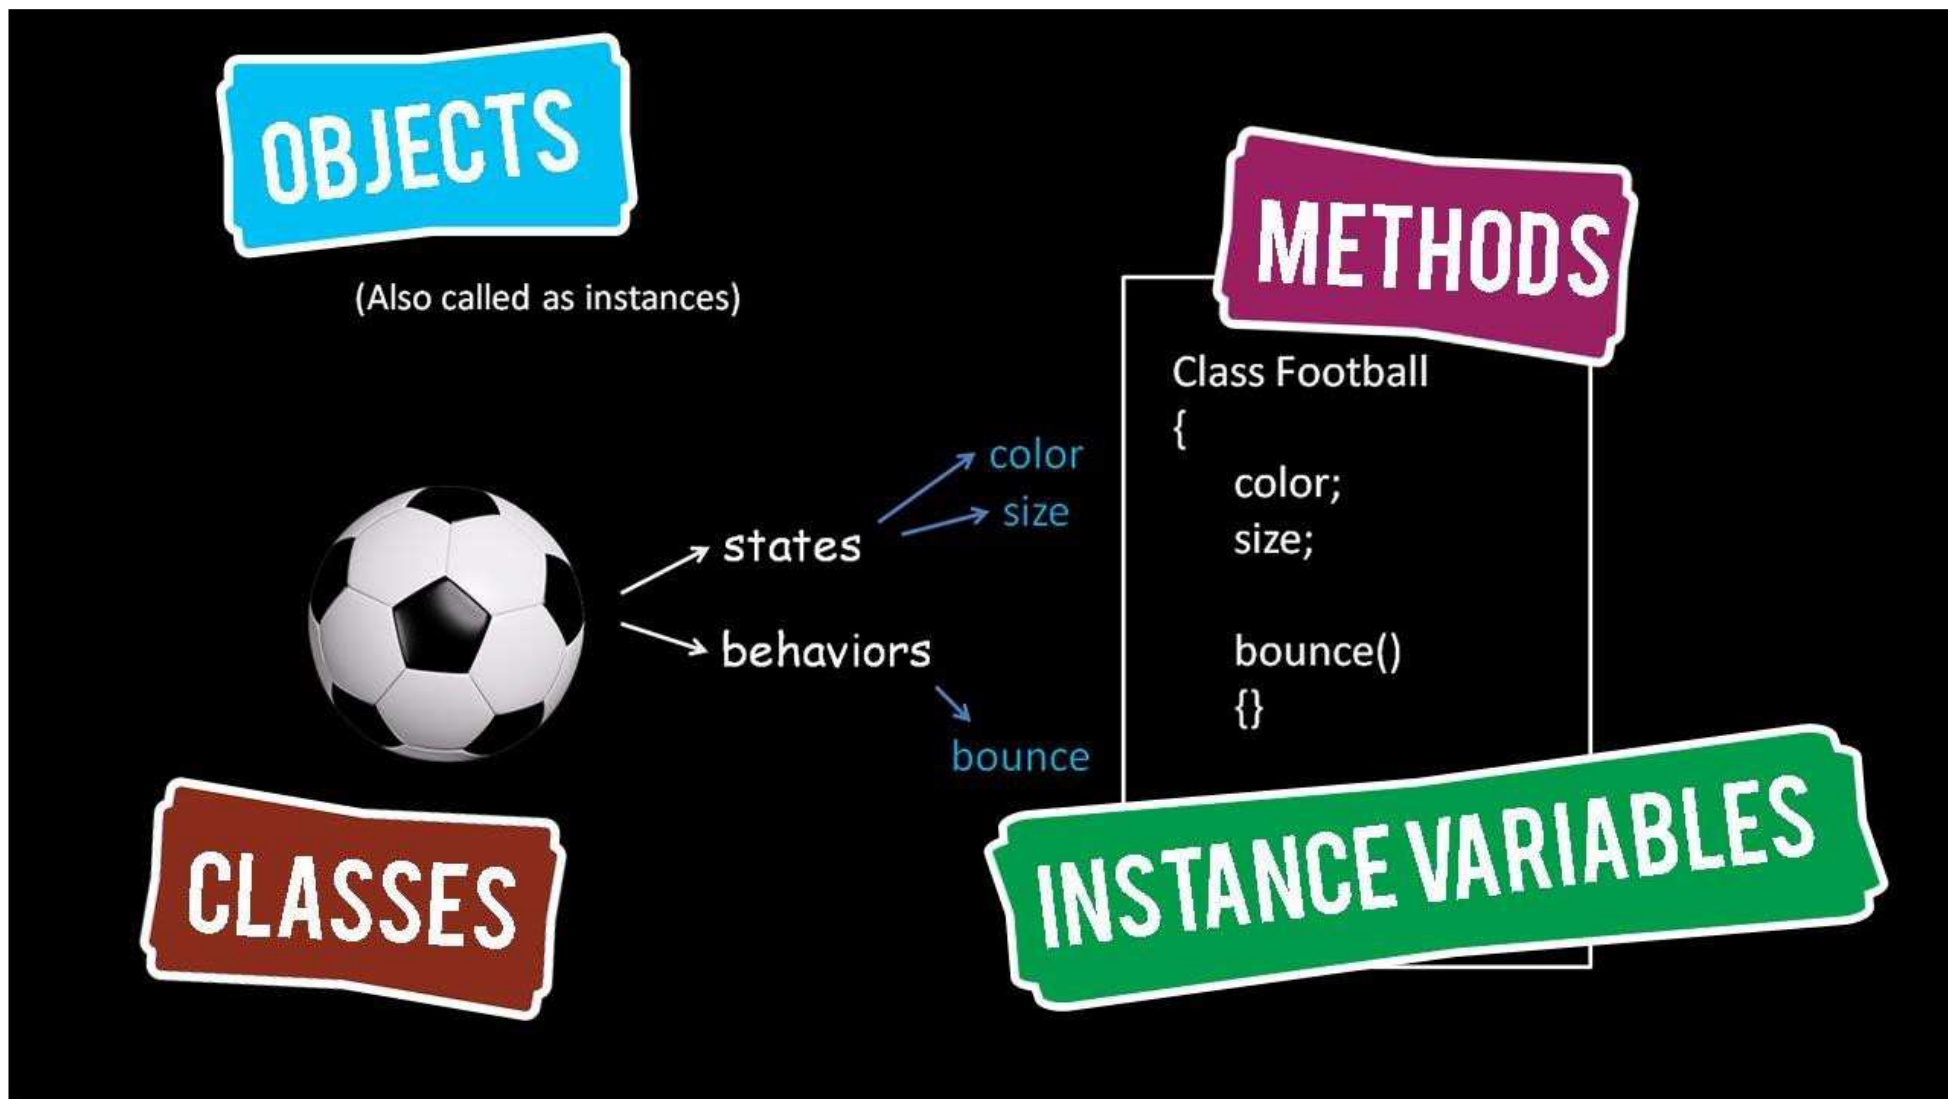 OBJECTS
(Also called as instances)
METHODS
Class Football
{
color;
size;
bounce()
{}
color
size
states
behaviors
bounce
CLASSES
INSTANCE VARIABLES